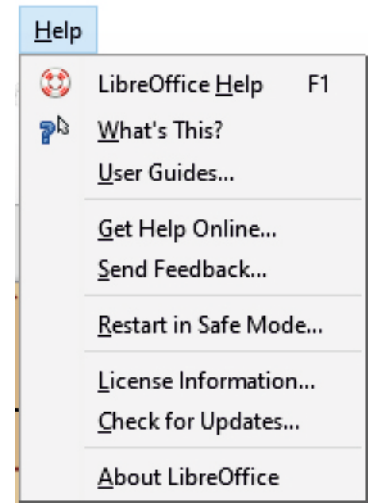 Help
LibreOffice Help F1
What's This?
User Guides...
Get Help Online...
Send Feedback...
Restart in Safe Mode...
License Information...
Check for Updates...
About LibreOffice